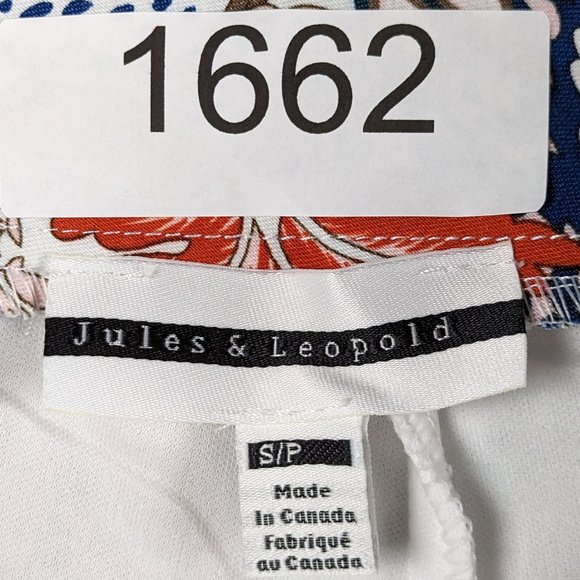 1662
Jules & Leopold
S/P
Made
In Canada
Fabriqué
au Canada